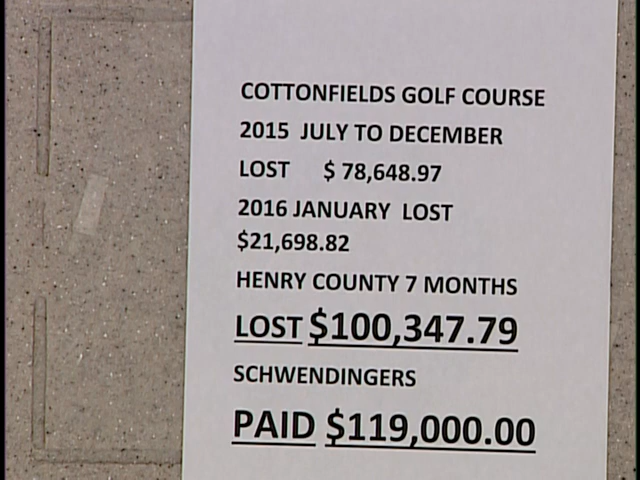 COTTONFIELDS GOLF COURSE
2015 JULY TO DECEMBER
LOST $ 78,648.97
2016 JANUARY LOST
$21,698.82
HENRY COUNTY 7 MONTHS
LOST $100,347.79
SCHWENDINGERS
PAID $119,000.00